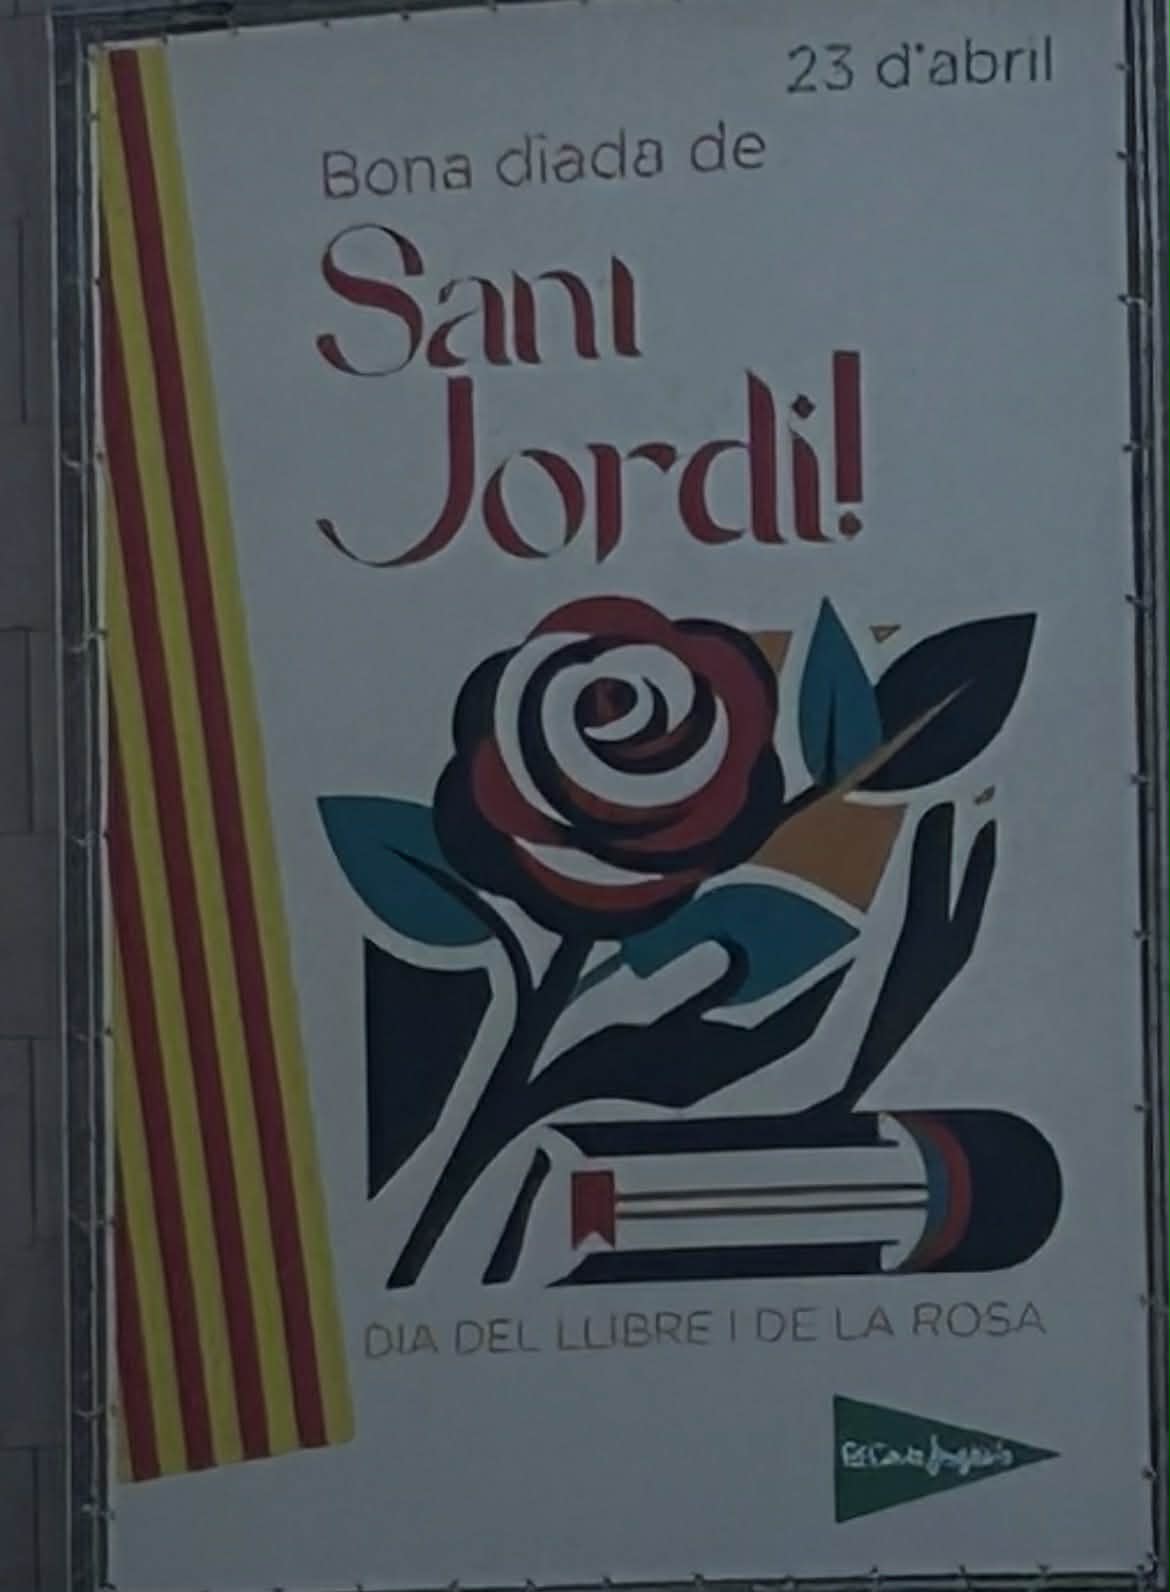 23 d'abril
Bona diada de
Sant
Jordi!
DIA DEL LLIBRE I DE LA ROSA
El Corte Inglés